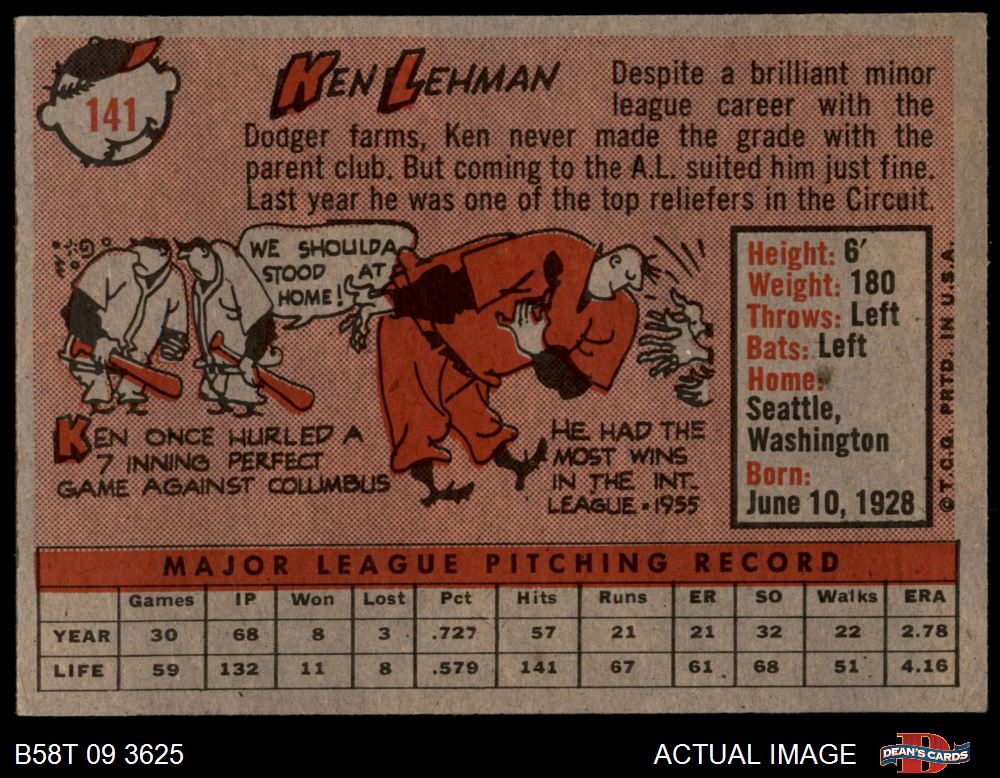 141
KEN LEHMAN
Despite a brilliant minor
league career with the
Dodger farms, Ken never made the grade with the
parent club. But coming to the A.L. suited him just fine.
Last year he was one of the top reliefers in the Circuit.
WE SHOULDA
STOOD AT
HOME!
KEN ONCE HURLED A
7 INNING PERFECT
GAME AGAINST COLUMBUS
HE HAD THE
MOST WINS
IN THE INT.
LEAGUE • 1955
Height: 6′
Weight: 180
Throws: Left
Bats: Left
Home:
Seattle,
Washington
Born:
June 10, 1928
© T.C.G. PRTD. IN U.S.A.
MAJOR LEAGUE PITCHING RECORD
Games IP Won Lost Pct Hits Runs ER SO Walks ERA
YEAR 30 68 8 3 .727 57 21 21 32 22 2.78
LIFE 59 132 11 8 .579 141 67 61 68 51 4.16
B58T 09 3625
ACTUAL IMAGE
DEAN'S CARDS